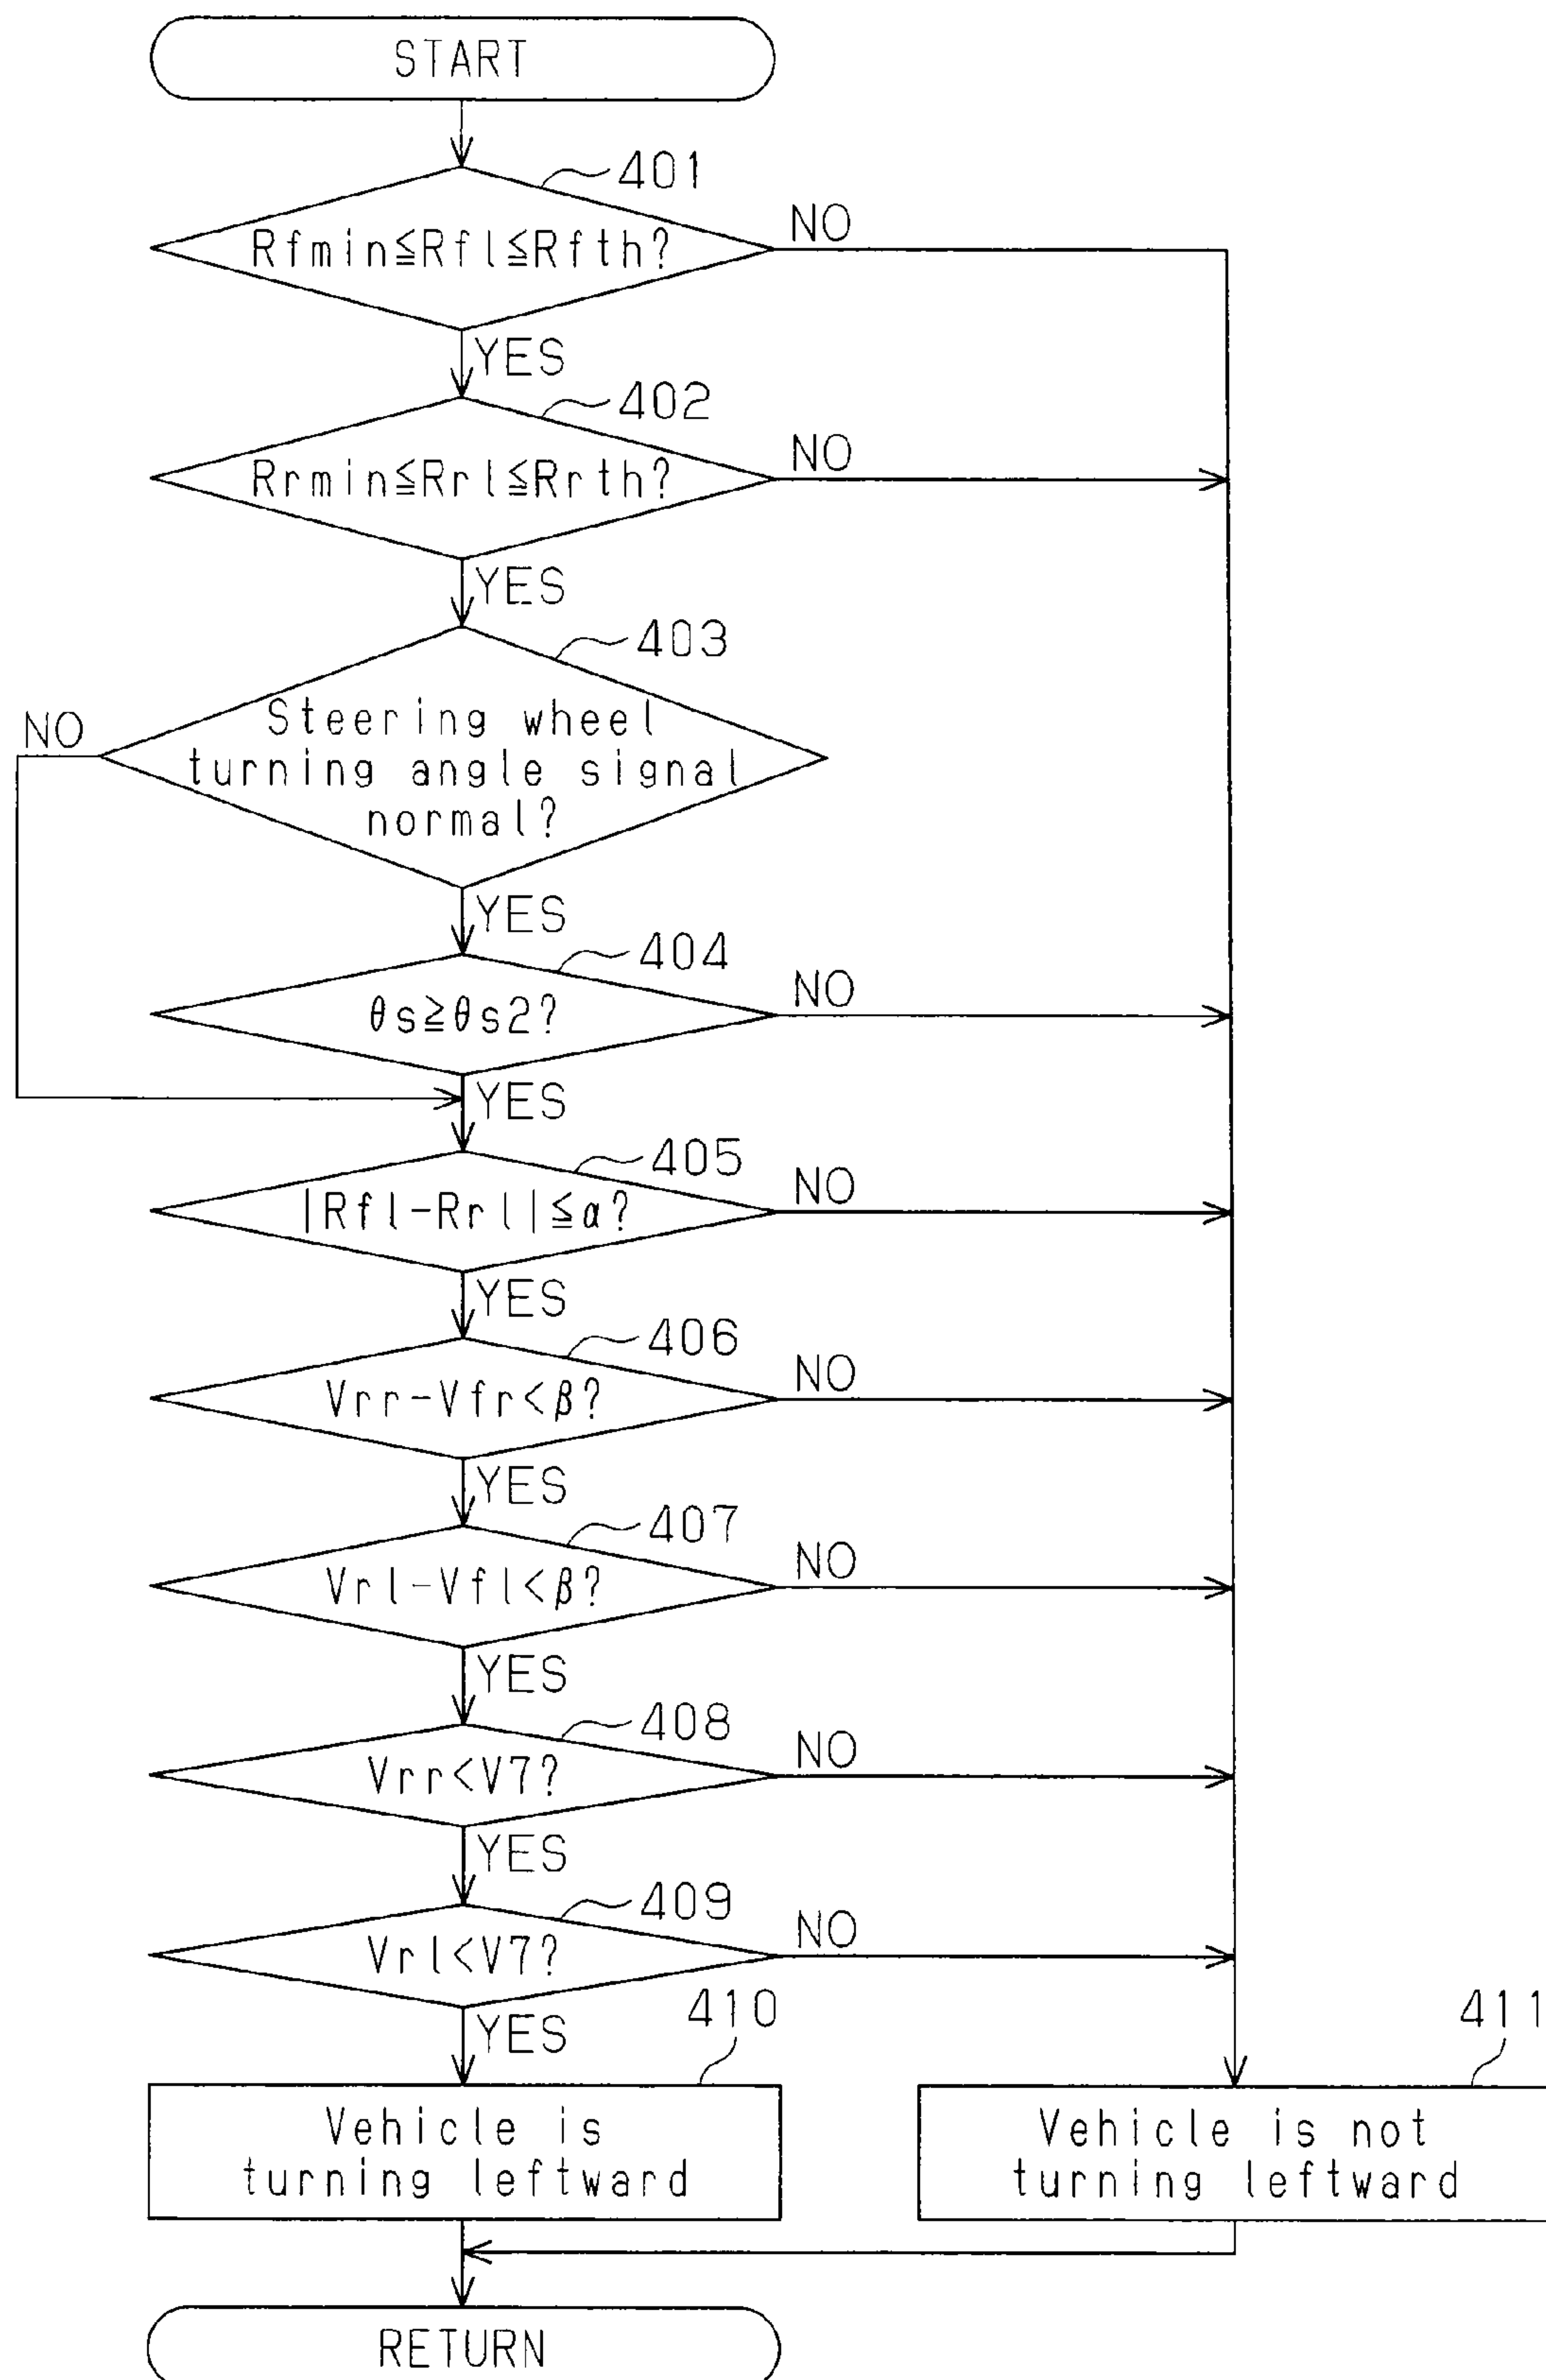 START
401
Rfmin≦Rfl≦Rfth?
NO
YES
402
Rrmin≦Rrl≦Rrth?
NO
YES
403
NO
Steering wheel
turning angle signal
normal?
YES
404
θs≧θs2?
NO
YES
405
|Rfl-Rrl|≦α?
NO
YES
406
Vrr-Vfr<β?
NO
YES
407
Vrl-Vfl<β?
NO
YES
408
Vrr<V7?
NO
YES
409
Vrl<V7?
NO
YES
410
411
Vehicle is
turning leftward
Vehicle is not
turning leftward
RETURN